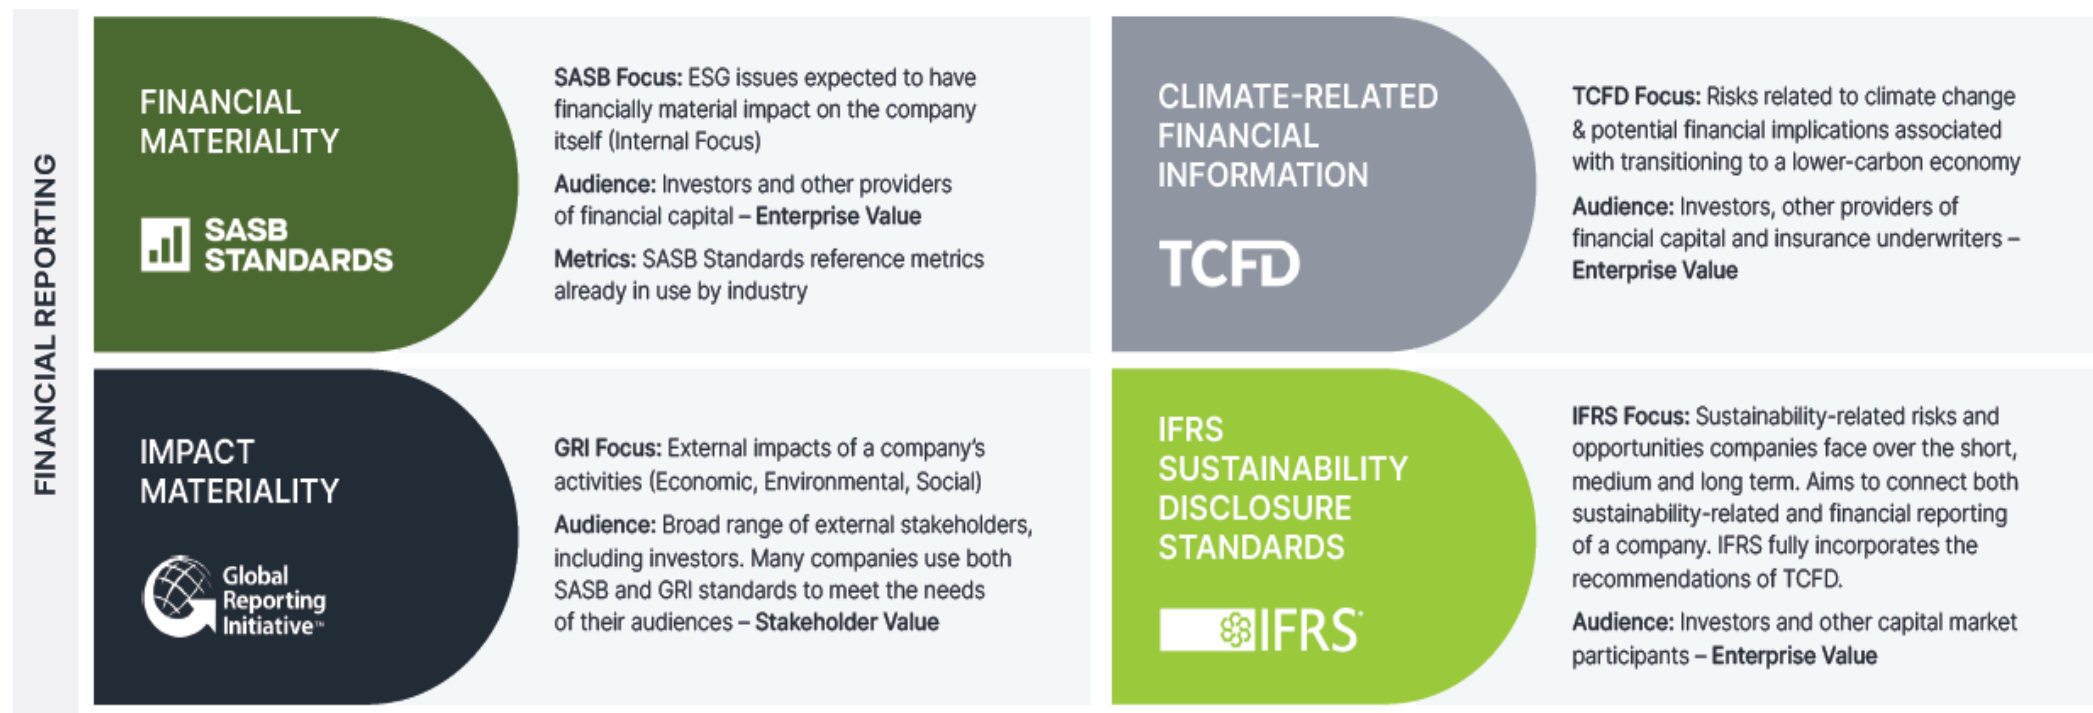 FINANCIAL REPORTING
FINANCIAL
MATERIALITY
SASB
STANDARDS
SASB Focus: ESG issues expected to have
financially material impact on the company
itself (Internal Focus)
Audience: Investors and other providers
of financial capital – Enterprise Value
Metrics: SASB Standards reference metrics
already in use by industry
CLIMATE-RELATED
FINANCIAL
INFORMATION
TCFD
TCFD Focus: Risks related to climate change
& potential financial implications associated
with transitioning to a lower-carbon economy
Audience: Investors, other providers of
financial capital and insurance underwriters –
Enterprise Value
IMPACT
MATERIALITY
Global
Reporting
Initiative™
GRI Focus: External impacts of a company's
activities (Economic, Environmental, Social)
Audience: Broad range of external stakeholders,
including investors. Many companies use both
SASB and GRI standards to meet the needs
of their audiences – Stakeholder Value
IFRS
SUSTAINABILITY
DISCLOSURE
STANDARDS
IFRS
IFRS Focus: Sustainability-related risks and
opportunities companies face over the short,
medium and long term. Aims to connect both
sustainability-related and financial reporting
of a company. IFRS fully incorporates the
recommendations of TCFD.
Audience: Investors and other capital market
participants – Enterprise Value